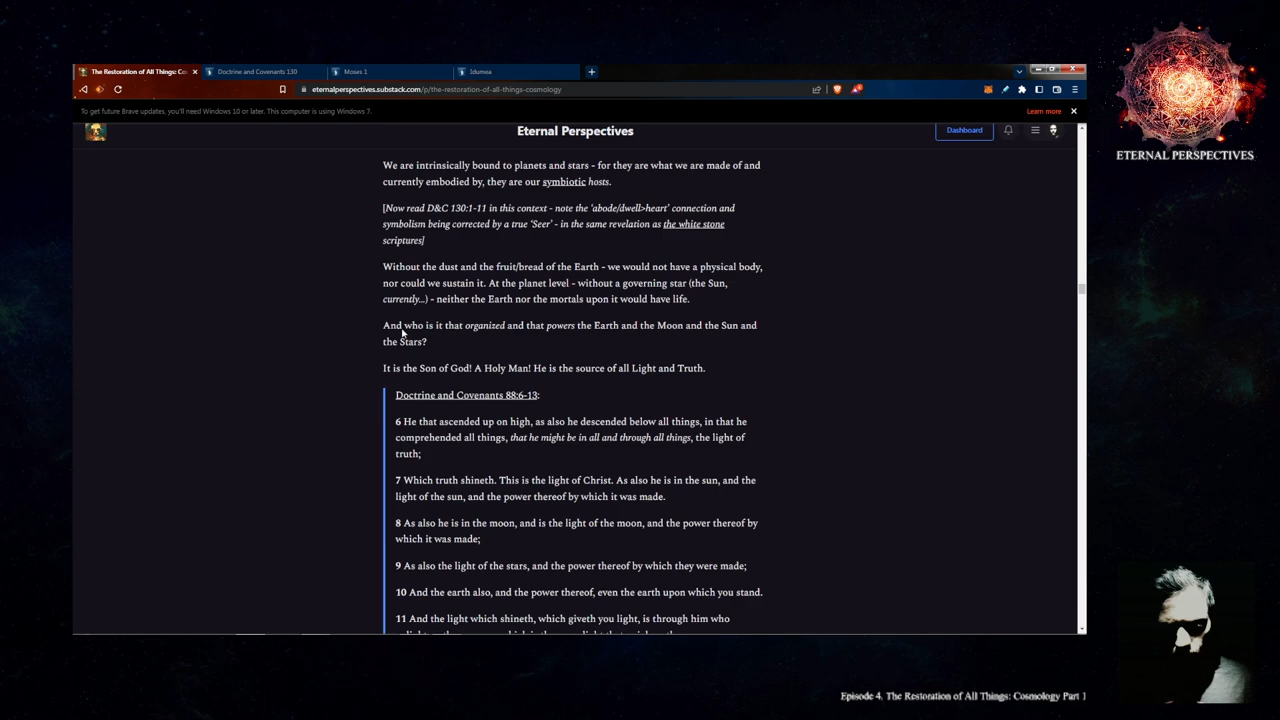 The Restoration of All Things: Co
Doctrine and Covenants 130
Moses 1
Idumea
eternalperspectives.substack.com/p/the-restoration-of-all-things-cosmology
To get future Brave updates, you'll need Windows 10 or later. This computer is using Windows 7.
Learn more
Eternal Perspectives
Dashboard
ETERNAL PERSPECTIVES
We are intrinsically bound to planets and stars - for they are what we are made of and
currently embodied by, they are our symbiotic hosts.
[Now read D&C 130:1-11 in this context - note the 'abode/dwell>heart' connection and
symbolism being corrected by a true 'Seer' - in the same revelation as the white stone
scriptures]
Without the dust and the fruit/bread of the Earth - we would not have a physical body,
nor could we sustain it. At the planet level - without a governing star (the Sun,
currently...) - neither the Earth nor the mortals upon it would have life.
And who is it that organized and that powers the Earth and the Moon and the Sun and
the Stars?
It is the Son of God! A Holy Man! He is the source of all Light and Truth.
Doctrine and Covenants 88:6-13:
6 He that ascended up on high, as also he descended below all things, in that he
comprehended all things, that he might be in all and through all things, the light of
truth;
7 Which truth shineth. This is the light of Christ. As also he is in the sun, and the
light of the sun, and the power thereof by which it was made.
8 As also he is in the moon, and is the light of the moon, and the power thereof by
which it was made;
9 As also the light of the stars, and the power thereof by which they were made;
10 And the earth also, and the power thereof, even the earth upon which you stand.
11 And the light which shineth, which giveth you light, is through him who
Episode 4. The Restoration of All Things: Cosmology Part 1